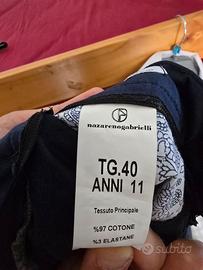 nazarenogabrielli
TG.40
ANNI 11
Tessuto Principale
%97 COTONE
%3 ELASTANE
subito